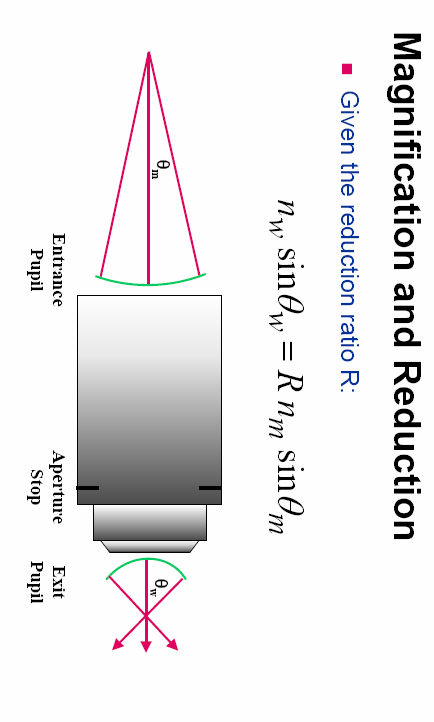 Magnification and Reduction
Given the reduction ratio R:
n_w sinθ_w = R n_m sinθ_m
θ_m
θ_w
Entrance
Pupil
Aperture
Stop
Exit
Pupil